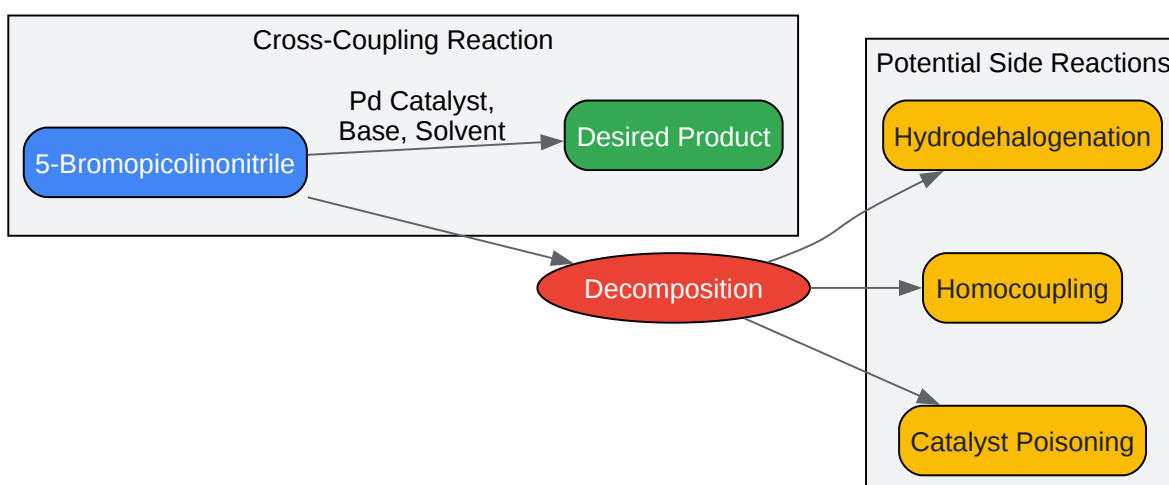 Cross-Coupling Reaction
5-Bromopicolinonitrile
Pd Catalyst,
Base, Solvent
Desired Product
Decomposition
Potential Side Reactions
Hydrodehalogenation
Homocoupling
Catalyst Poisoning